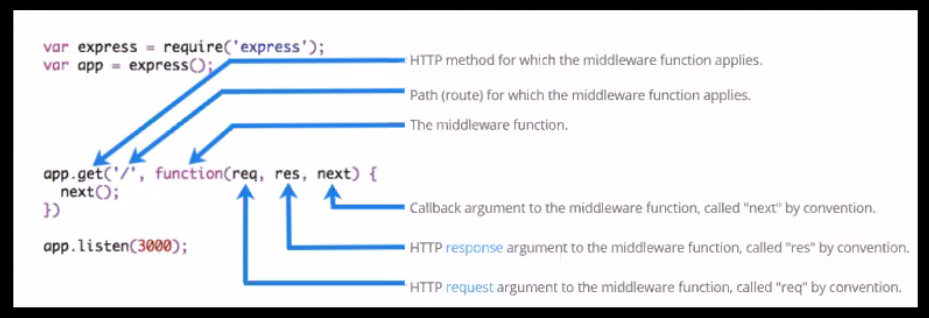 var express = require('express');
var app = express();
HTTP method for which the middleware function applies.
Path (route) for which the middleware function applies.
The middleware function.
app.get('/', function(req, res, next) {
next();
})
Callback argument to the middleware function, called "next" by convention.
app.listen(3000);
HTTP response argument to the middleware function, called "res" by convention.
HTTP request argument to the middleware function, called "req" by convention.